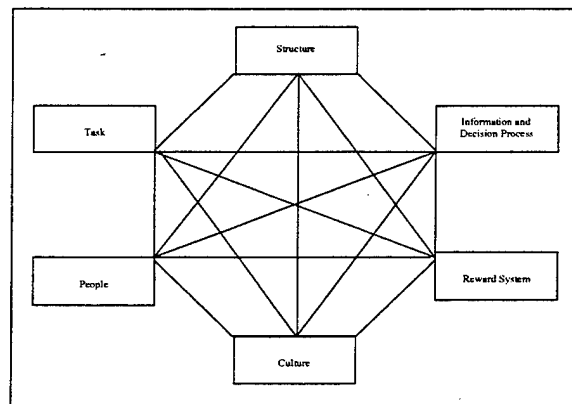 Structure
Task
Information and
Decision Process
People
Reward System
Culture